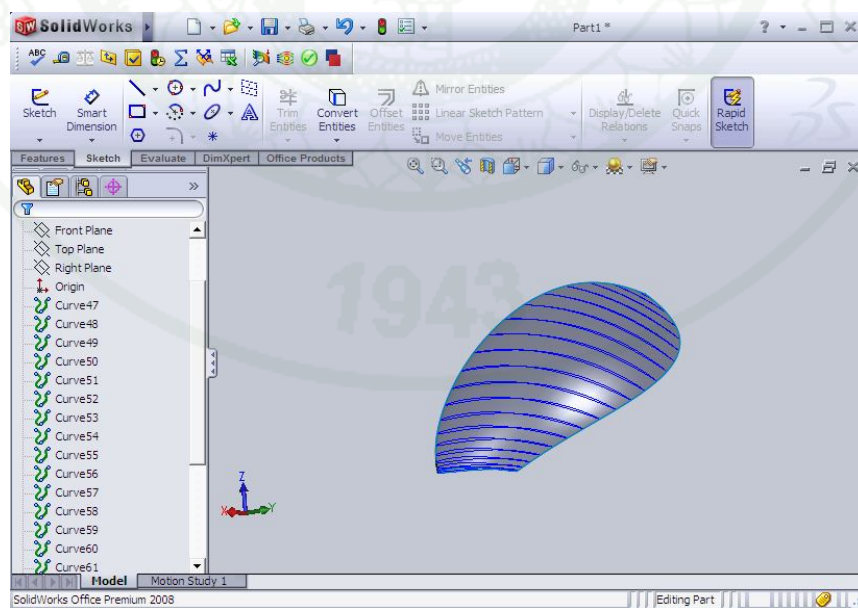 SolidWorks
Part1 *
ABC
Sketch
Smart Dimension
Trim Entities
Convert Entities
Offset Entities
Mirror Entities
Linear Sketch Pattern
Move Entities
Display/Delete Relations
Quick Snaps
Rapid Sketch
Features Sketch Evaluate DimXpert Office Products
Front Plane
Top Plane
Right Plane
Origin
Curve47
Curve48
Curve49
Curve50
Curve51
Curve52
Curve53
Curve54
Curve55
Curve56
Curve57
Curve58
Curve59
Curve60
Curve61
1943
Z
X Y
Model Motion Study 1
SolidWorks Office Premium 2008
Editing Part